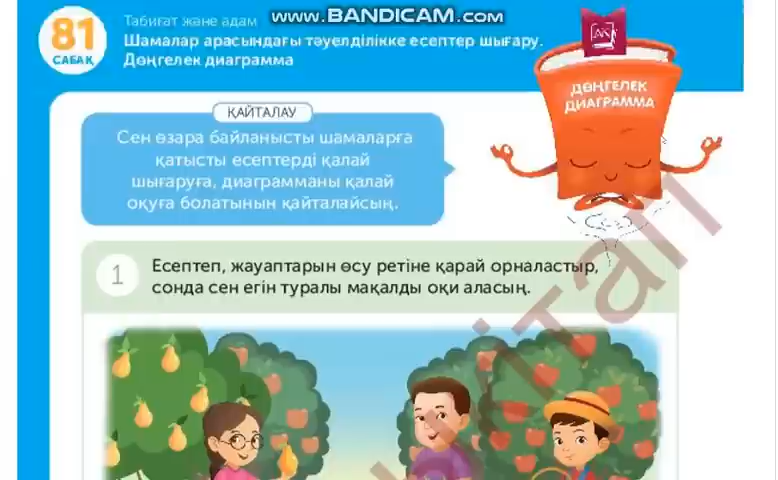 www.BANDICAM.com
81
САБАҚ
Табиғат және адам
Шамалар арасындағы тәуелділікке есептер шығару.
Дөңгелек диаграмма
ДӨҢГЕЛЕК
ДИАГРАММА
ҚАЙТАЛАУ
Сен өзара байланысты шамаларға
қатысты есептерді қалай
шығаруға, диаграмманы қалай
оқуға болатынын қайталайсың.
1
Есептеп, жауаптарын өсу ретіне қарай орналастыр,
сонда сен егін туралы мақалды оқи аласың.